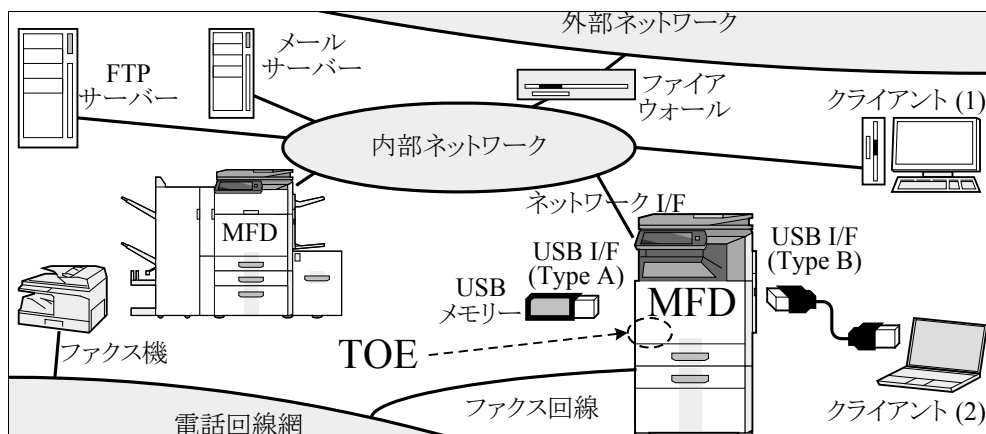 外部ネットワーク
FTP
サーバー
メール
サーバー
ファイア
ウォール
クライアント (1)
内部ネットワーク
ネットワーク I/F
MFD
USB I/F
(Type A)
USB
メモリー
USB I/F
(Type B)
MFD
TOE
ファクス機
ファクス回線
クライアント (2)
電話回線網